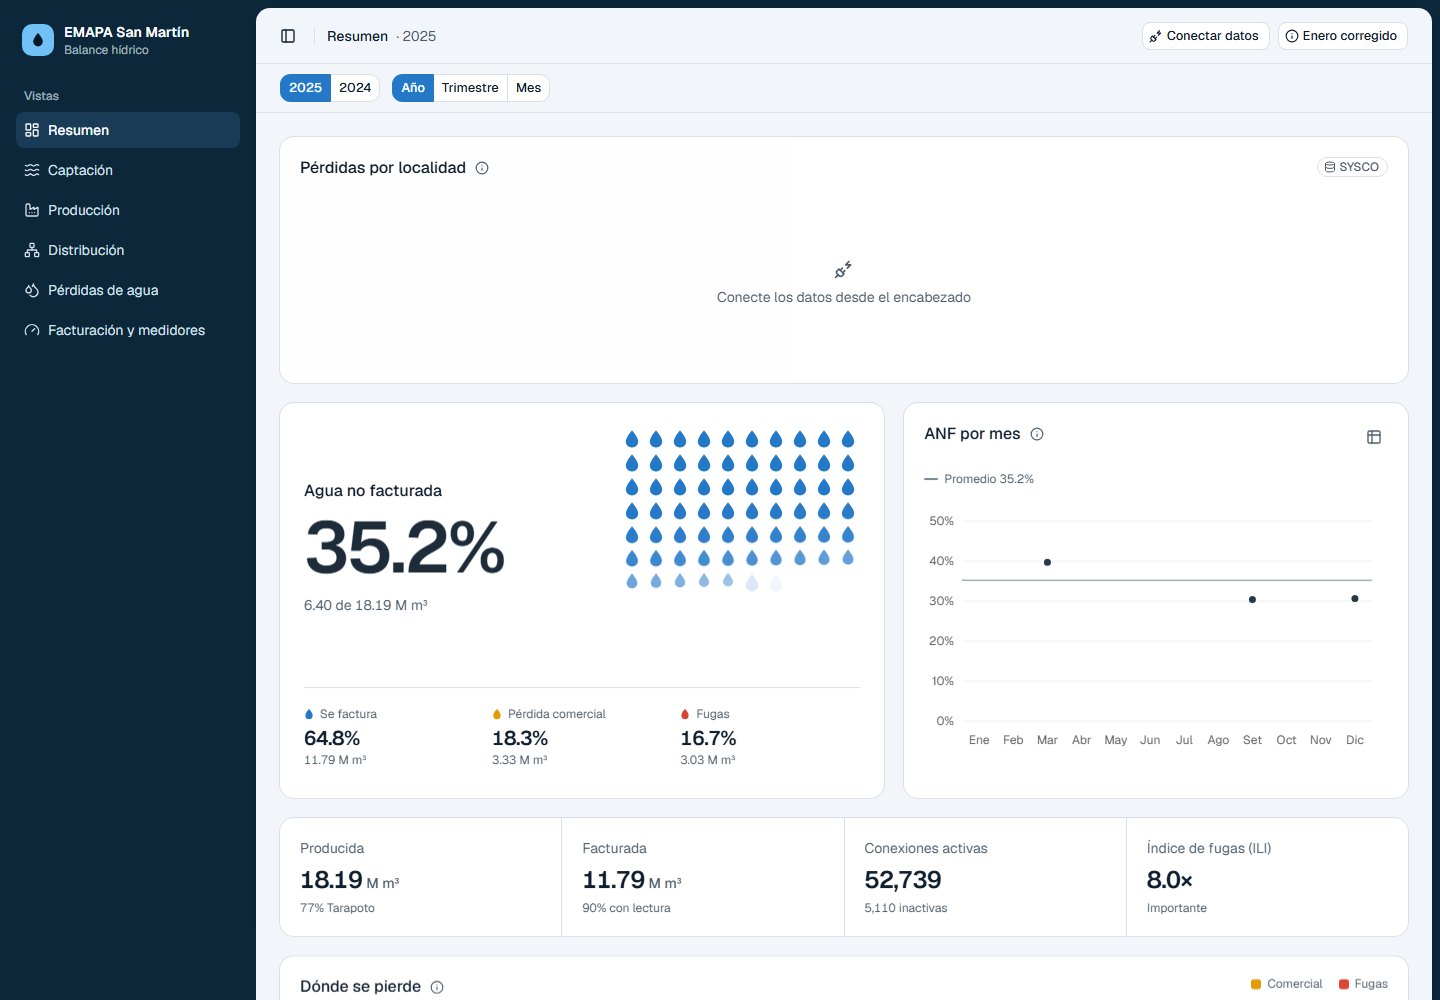 EMAPA San Martín
Balance hídrico
Vistas
Resumen
Captación
Producción
Distribución
Pérdidas de agua
Facturación y medidores
Resumen · 2025
Conectar datos
Enero corregido
2025 2024
Año Trimestre Mes
Pérdidas por localidad
SYSCO
Conecte los datos desde el encabezado
Agua no facturada
35.2%
6.40 de 18.19 M m³
Se factura
64.8%
11.79 M m³
Pérdida comercial
18.3%
3.33 M m³
Fugas
16.7%
3.03 M m³
ANF por mes
Promedio 35.2%
50%
40%
30%
20%
10%
0%
Ene Feb Mar Abr May Jun Jul Ago Set Oct Nov Dic
Producida
18.19 M m³
77% Tarapoto
Facturada
11.79 M m³
90% con lectura
Conexiones activas
52,739
5,110 inactivas
Índice de fugas (ILI)
8.0×
Importante
Dónde se pierde
Comercial
Fugas